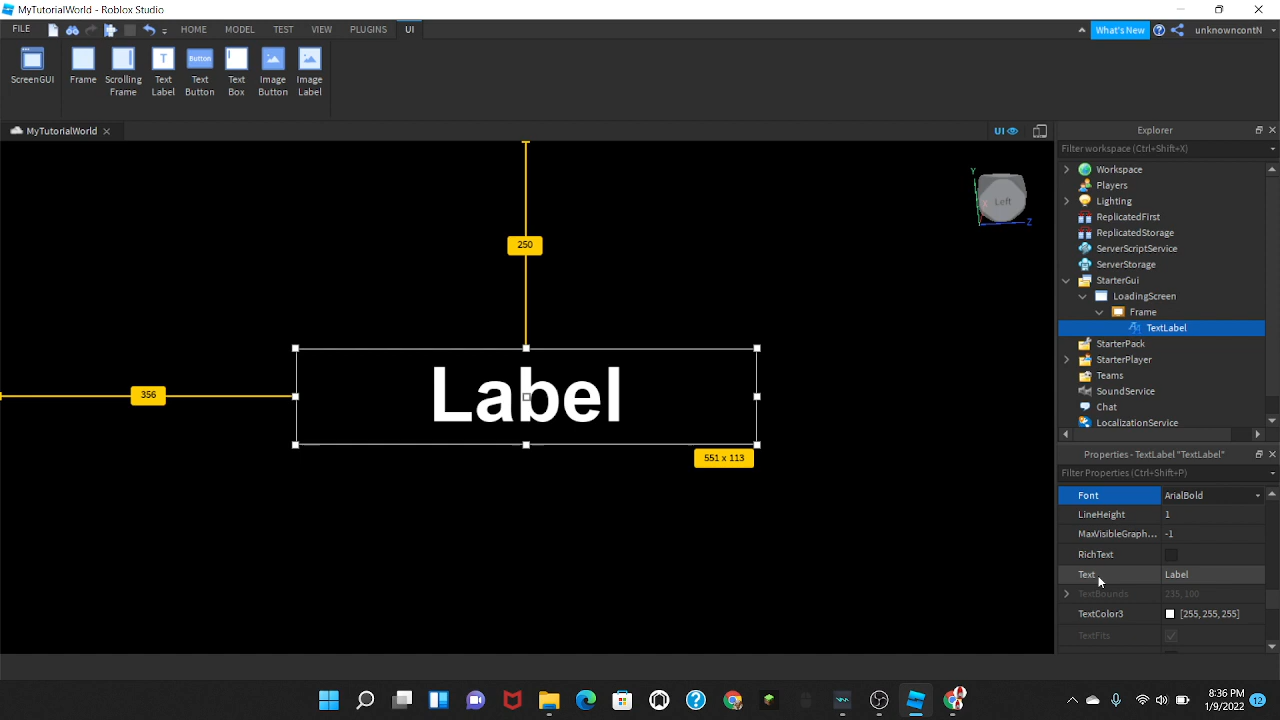 MyTutorialWorld - Roblox Studio
FILE HOME MODEL TEST VIEW PLUGINS UI What's New unknowncontN
ScreenGUI Frame Scrolling Frame Text Label Button Text Button Text Box Image Button Image Label
MyTutorialWorld UI
Explorer
Filter workspace (Ctrl+Shift+X)
Workspace
Players
Lighting
ReplicatedFirst
ReplicatedStorage
ServerScriptService
ServerStorage
StarterGui
LoadingScreen
Frame
TextLabel
StarterPack
StarterPlayer
Teams
SoundService
Chat
LocalizationService
Y
Left
X
Z
250
356
Label
551 x 113
Properties - TextLabel "TextLabel"
Filter Properties (Ctrl+Shift+P)
Font ArialBold
LineHeight 1
MaxVisibleGraph... -1
RichText
Text Label
TextBounds 235, 100
TextColor3 [255, 255, 255]
TextFits
8:36 PM
1/9/2022
12